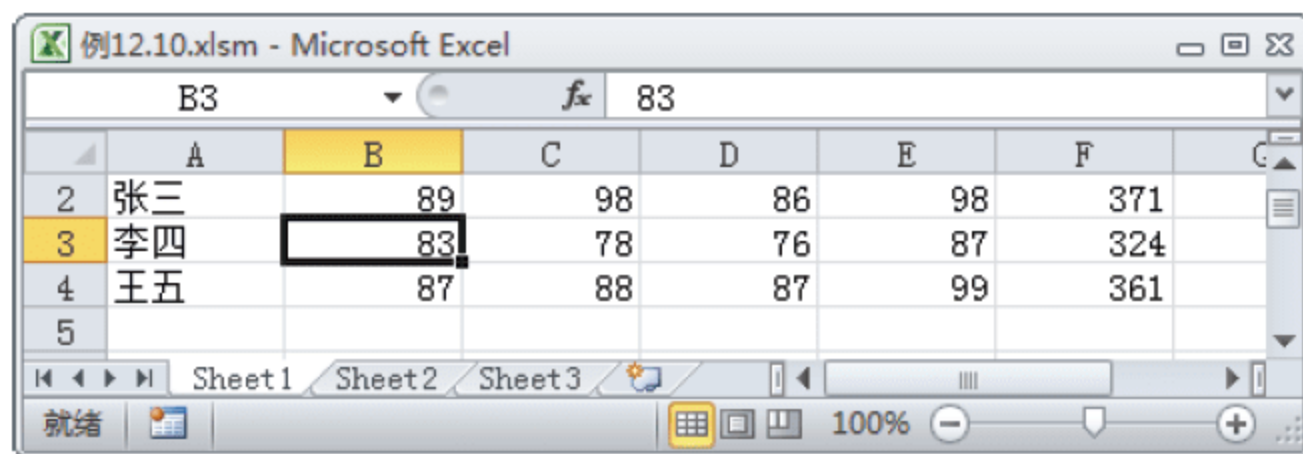 例12.10.xlsm - Microsoft Excel
B3 fx 83
A B C D E F G
2 张三 89 98 86 98 371
3 李四 83 78 76 87 324
4 王五 87 88 87 99 361
5
Sheet1 Sheet2 Sheet3
就绪 100%